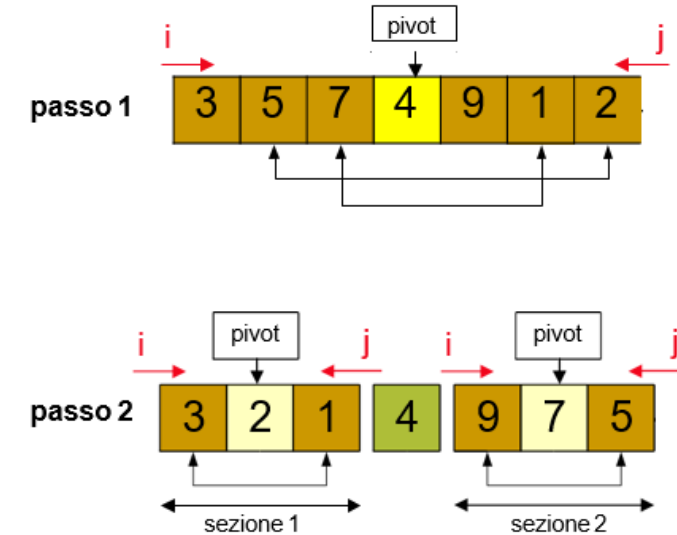 pivot
i j
passo 1 3 5 7 4 9 1 2
pivot pivot
i j i j
passo 2 3 2 1 4 9 7 5
sezione 1 sezione 2